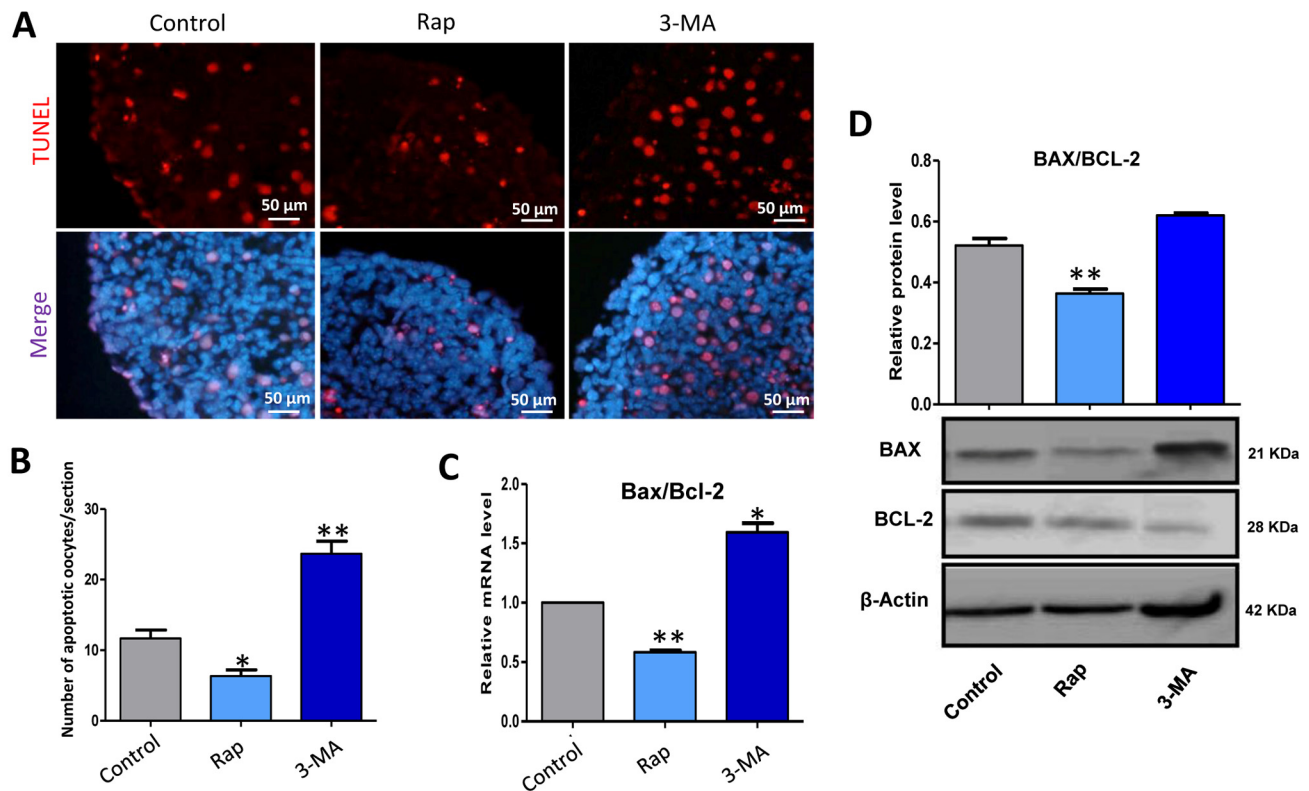 A
Control
Rap
3-MA
TUNEL
50 µm
50 µm
50 µm
Merge
50 µm
50 µm
50 µm
B
Number of apoptotic oocytes/section
30
20
10
0
**
*
Control
Rap
3-MA
C
Bax/Bcl-2
Relative mRNA level
2.0
1.5
1.0
0.5
0.0
*
**
Control
Rap
3-MA
D
BAX/BCL-2
Relative protein level
0.8
0.6
0.4
0.2
0.0
**
BAX
21 KDa
BCL-2
28 KDa
β-Actin
42 KDa
Control
Rap
3-MA